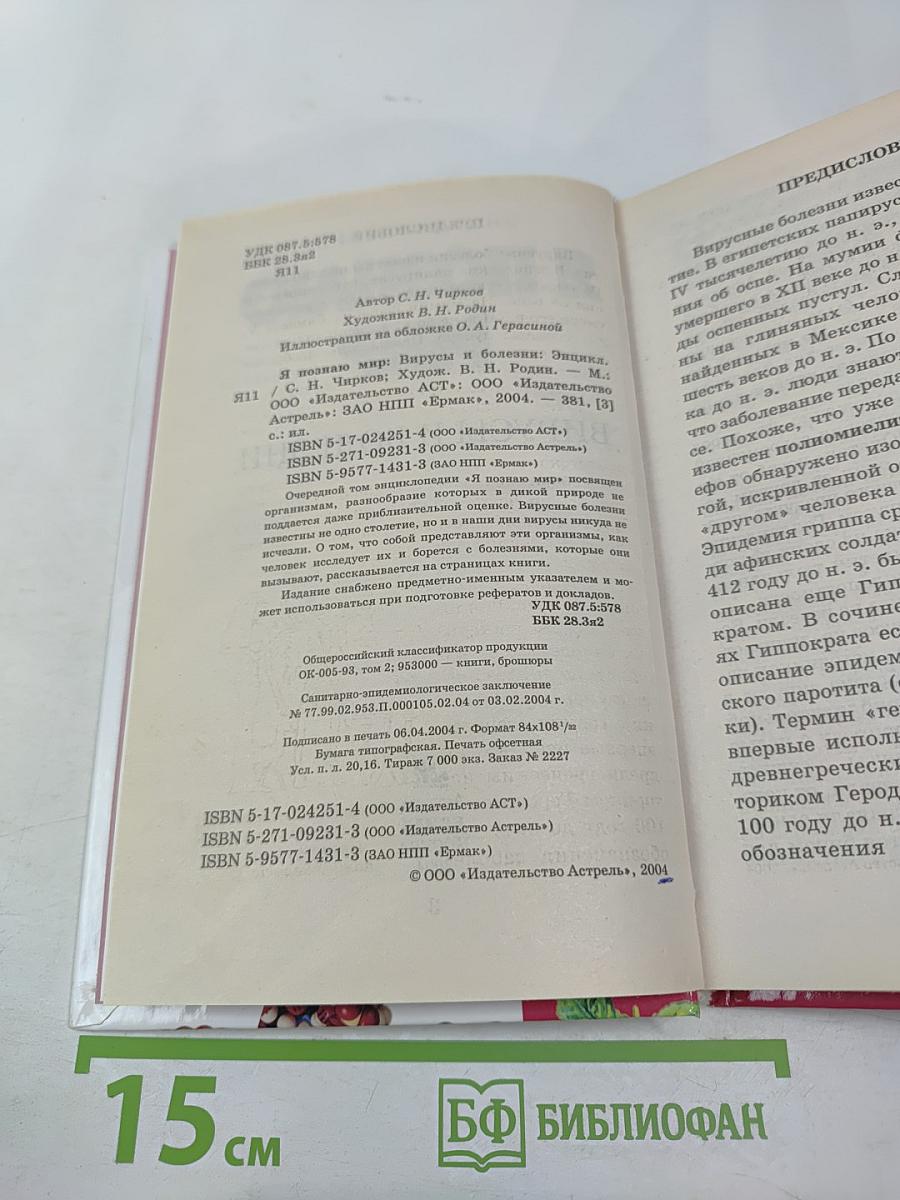 УДК 087.5:578
ББК 28.3я2
Я11
Автор С. Н. Чирков
Художник В. Н. Родин
Иллюстрации на обложке О. А. Герасиной
Я познаю мир: Вирусы и болезни: Энцикл.
Я11 / С. Н. Чирков; Худож. В. Н. Родин. — М.:
ООО «Издательство АСТ»: ООО «Издательство
Астрель»: ЗАО НПП «Ермак», 2004. — 381, [3]
с.: ил.
ISBN 5-17-024251-4 (ООО «Издательство АСТ»)
ISBN 5-271-09231-3 (ООО «Издательство Астрель»)
ISBN 5-9577-1431-3 (ЗАО НПП «Ермак»)
Очередной том энциклопедии «Я познаю мир» посвящен
организмам, разнообразие которых в дикой природе не
поддается даже приблизительной оценке. Вирусные болезни
известны не одно столетие, но и в наши дни вирусы никуда не
исчезли. О том, что собой представляют эти организмы, как
человек исследует их и борется с болезнями, которые они
вызывают, рассказывается на страницах книги.
Издание снабжено предметно-именным указателем и мо-
жет использоваться при подготовке рефератов и докладов.
УДК 087.5:578
ББК 28.3я2
Общероссийский классификатор продукции
ОК-005-93, том 2; 953000 — книги, брошюры
Санитарно-эпидемиологическое заключение
№ 77.99.02.953.П.000105.02.04 от 03.02.2004 г.
Подписано в печать 06.04.2004 г. Формат 84х108¹/₃₂
Бумага типографская. Печать офсетная
Усл. п. л. 20,16. Тираж 7 000 экз. Заказ № 2227
ISBN 5-17-024251-4 (ООО «Издательство АСТ»)
ISBN 5-271-09231-3 (ООО «Издательство Астрель»)
ISBN 5-9577-1431-3 (ЗАО НПП «Ермак»)
© ООО «Издательство Астрель», 2004
ПРЕДИСЛОВ
Вирусные болезни извес
тие. В египетских папирус
IV тысячелетию до н. э.,
ния об оспе. На мумии
умершего в XII веке до н
ды оспенных пустул. Сл
ны на глиняных чело
найденных в Мексике
шесть веков до н. э. По
ка до н. э. люди знают
что заболевание переда
се. Похоже, что уже
известен полиомиели
ефов обнаружено изо
гой, искривленной о
«другом» человека
Эпидемия гриппа ср
ди афинских солдат
412 году до н. э. бы
описана еще Гип
кратом. В сочине
ях Гиппократа ес
описание эпидем
ского паротита (
ки). Термин «ге
впервые исполь
древнегречески
ториком Герод
100 году до н.
обозначения
15 см
БФ БИБЛИОФАН